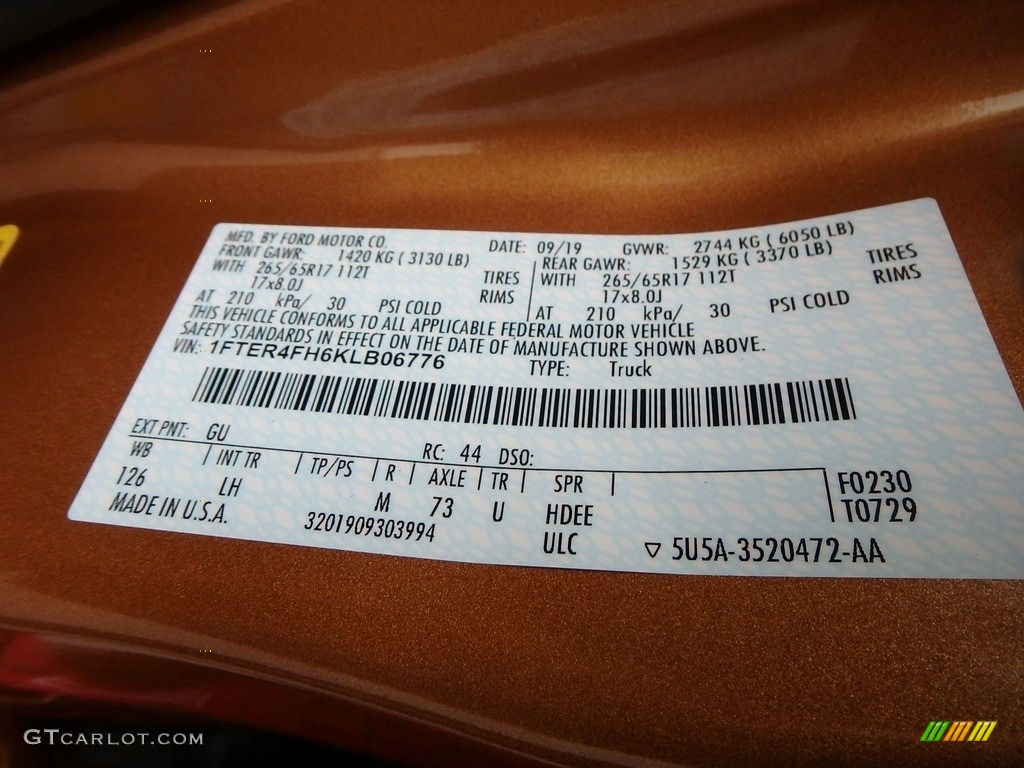 MFD. BY FORD MOTOR CO. DATE: 09/19 GVWR: 2744 KG ( 6050 LB)
FRONT GAWR: 1420 KG ( 3130 LB) REAR GAWR: 1529 KG ( 3370 LB)
WITH 265/65R17 112T TIRES WITH 265/65R17 112T TIRES
17x8.0J RIMS 17x8.0J RIMS
AT 210 kPa/ 30 PSI COLD AT 210 kPa/ 30 PSI COLD
THIS VEHICLE CONFORMS TO ALL APPLICABLE FEDERAL MOTOR VEHICLE
SAFETY STANDARDS IN EFFECT ON THE DATE OF MANUFACTURE SHOWN ABOVE.
VIN: 1FTER4FH6KLB06776 TYPE: Truck
EXT PNT: GU RC: 44 DSO:
WB INT TR TP/PS R AXLE TR SPR F0230
126 LH M 73 U HDEE T0729
MADE IN U.S.A. 3201909303994 ULC ▽ 5U5A-3520472-AA
GTCARLOT.COM